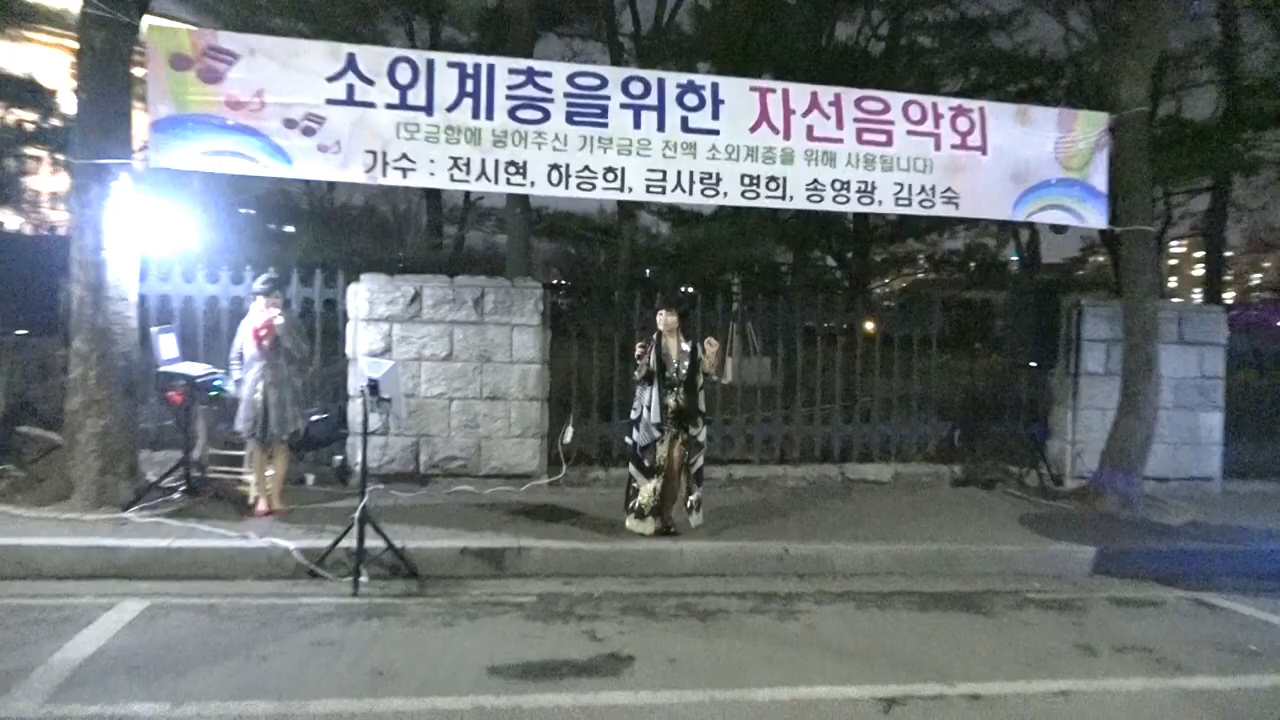 소외계층을위한 자선음악회
(모금함에 넣어주신 기부금은 전액 소외계층을 위해 사용됩니다)
가수 : 전시현, 하승희, 금사랑, 명희, 송영광, 김성숙